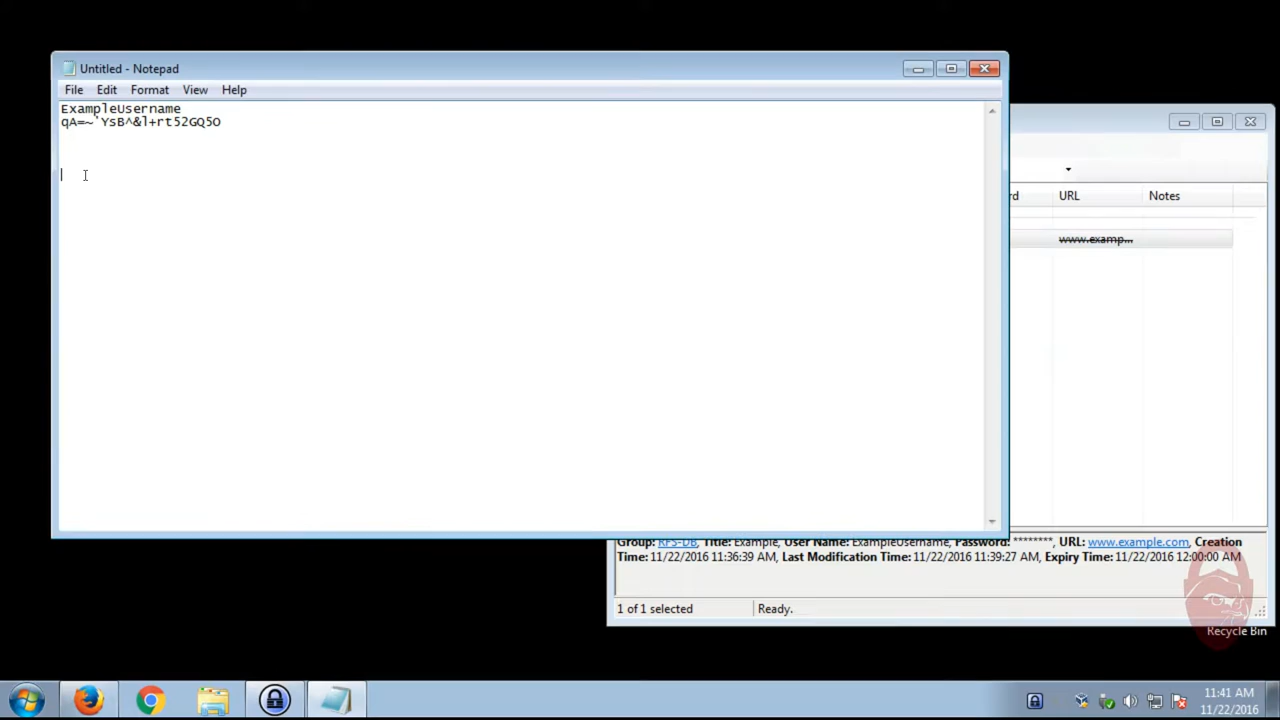 Untitled - Notepad
File Edit Format View Help
ExampleUsername
qA=~`YsB^&l+rt52GQ5O
rd URL Notes
www.examp...
Group: RFS-DB, Title: Example, User Name: ExampleUsername, Password: ********, URL: www.example.com, Creation
Time: 11/22/2016 11:36:39 AM, Last Modification Time: 11/22/2016 11:39:27 AM, Expiry Time: 11/22/2016 12:00:00 AM
1 of 1 selected Ready.
Recycle Bin
11:41 AM
11/22/2016